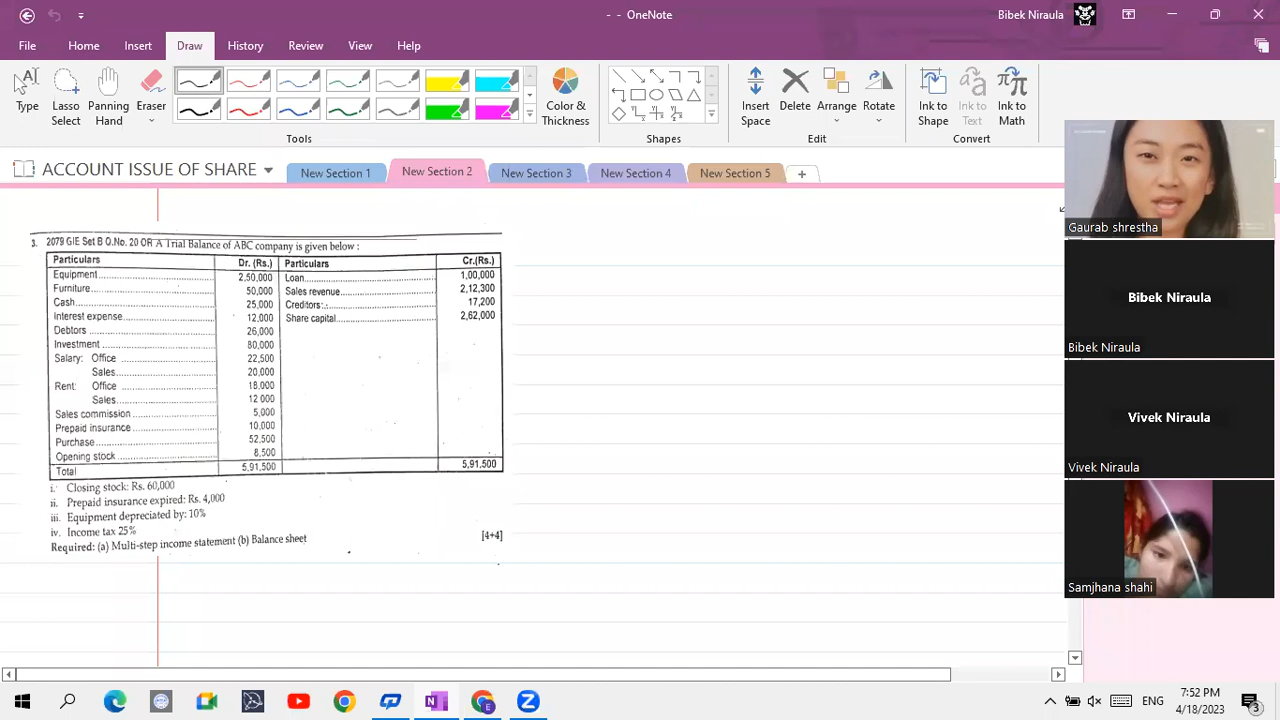 - - OneNote
Bibek Niraula
File Home Insert Draw History Review View Help
Type
Lasso Select
Panning Hand
Eraser
Color & Thickness
Insert Space
Delete
Arrange
Rotate
Ink to Shape
Ink to Text
Ink to Math
Tools
Shapes
Edit
Convert
ACCOUNT ISSUE OF SHARE
New Section 1
New Section 2
New Section 3
New Section 4
New Section 5
3. 2079 GIE Set B Q.No. 20 OR A Trial Balance of ABC company is given below :
Particulars Dr. (Rs.) Particulars Cr.(Rs.)
Equipment 2,50,000 Loan 1,00,000
Furniture 50,000 Sales revenue 2,12,300
Cash 25,000 Creditors 17,200
Interest expense 12,000 Share capital 2,62,000
Debtors 26,000
Investment 80,000
Salary: Office 22,500
Sales 20,000
Rent: Office 18,000
Sales 12 000
Sales commission 5,000
Prepaid insurance 10,000
Purchase 52,500
Opening stock 8,500
Total 5,91,500 5,91,500
i. Closing stock: Rs. 60,000
ii. Prepaid insurance expired: Rs. 4,000
iii. Equipment depreciated by: 10%
iv. Income tax 25%
Required: (a) Multi-step income statement (b) Balance sheet [4+4]
Gaurab shrestha
Bibek Niraula
Bibek Niraula
Vivek Niraula
Vivek Niraula
Samjhana shahi
ENG
7:52 PM
4/18/2023
3